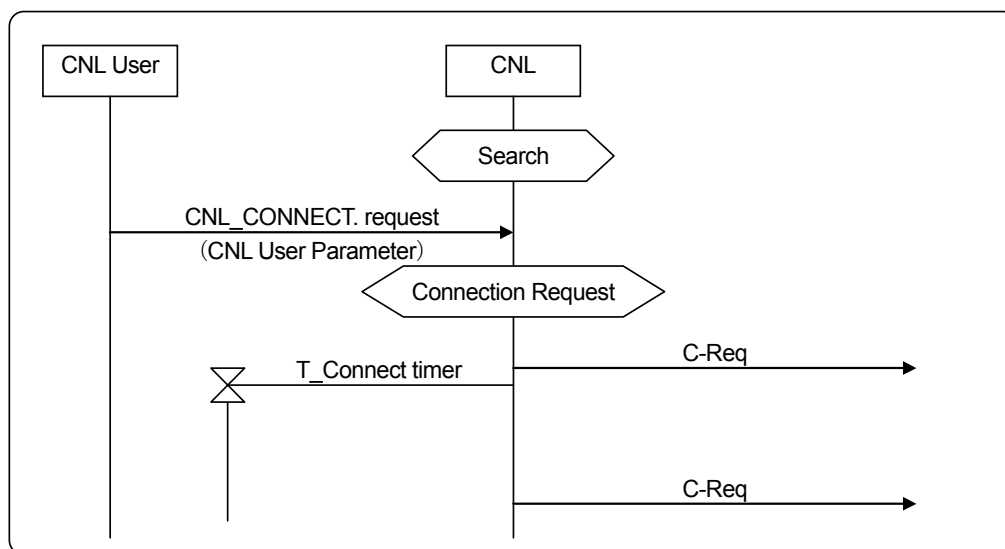 CNL User
CNL
Search
CNL_CONNECT. request
（CNL User Parameter）
Connection Request
C-Req
T_Connect timer
C-Req